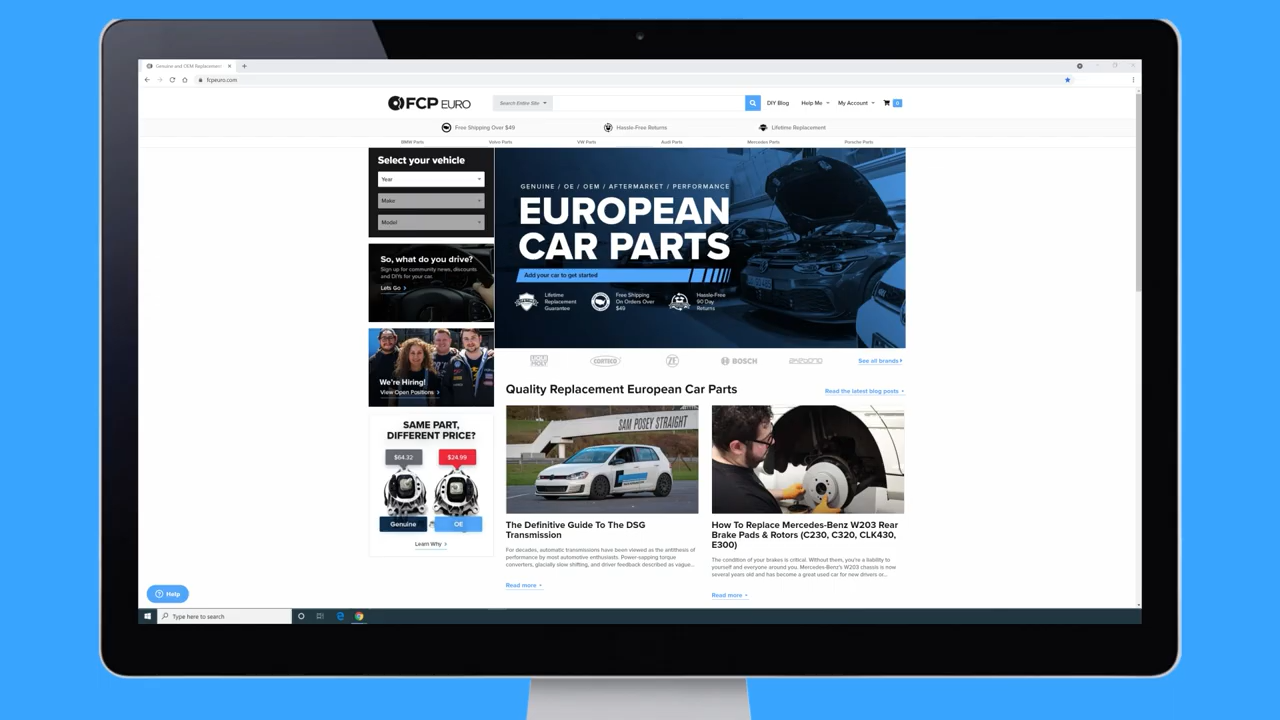 Genuine and OEM Replacement
fcpeuro.com
FCP EURO
Search Entire Site
DIY Blog
Help Me
My Account
0
Free Shipping Over $49
Hassle-Free Returns
Lifetime Replacement
BMW Parts
Volvo Parts
VW Parts
Audi Parts
Mercedes Parts
Porsche Parts
Select your vehicle
Year
Make
Model
GENUINE / OE / OEM / AFTERMARKET / PERFORMANCE
EUROPEAN
CAR PARTS
Add your car to get started
Lifetime
Replacement
Guarantee
Free Shipping
On Orders Over
$49
Hassle-Free
90 Day
Returns
So, what do you drive?
Sign up for community news, discounts
and DIYs for your car.
Lets Go
We're Hiring!
View Open Positions
LIQUI
MOLY
CORTECO
ZF
BOSCH
See all brands
Quality Replacement European Car Parts
Read the latest blog posts
SAME PART,
DIFFERENT PRICE?
$64.32
$24.99
Genuine
OE
Learn Why
SAM POSEY STRAIGHT
The Definitive Guide To The DSG
Transmission
For decades, automatic transmissions have been viewed as the antithesis of
performance by most automotive enthusiasts. Power-sapping torque
converters, glacially slow shifting, and driver feedback described as vague...
Read more
How To Replace Mercedes-Benz W203 Rear
Brake Pads & Rotors (C230, C320, CLK430,
E300)
The condition of your brakes is critical. Without them, you're a liability to
yourself and everyone around you. Mercedes-Benz's W203 chassis is now
several years old and has become a great used car for new drivers or...
Read more
Help
Type here to search